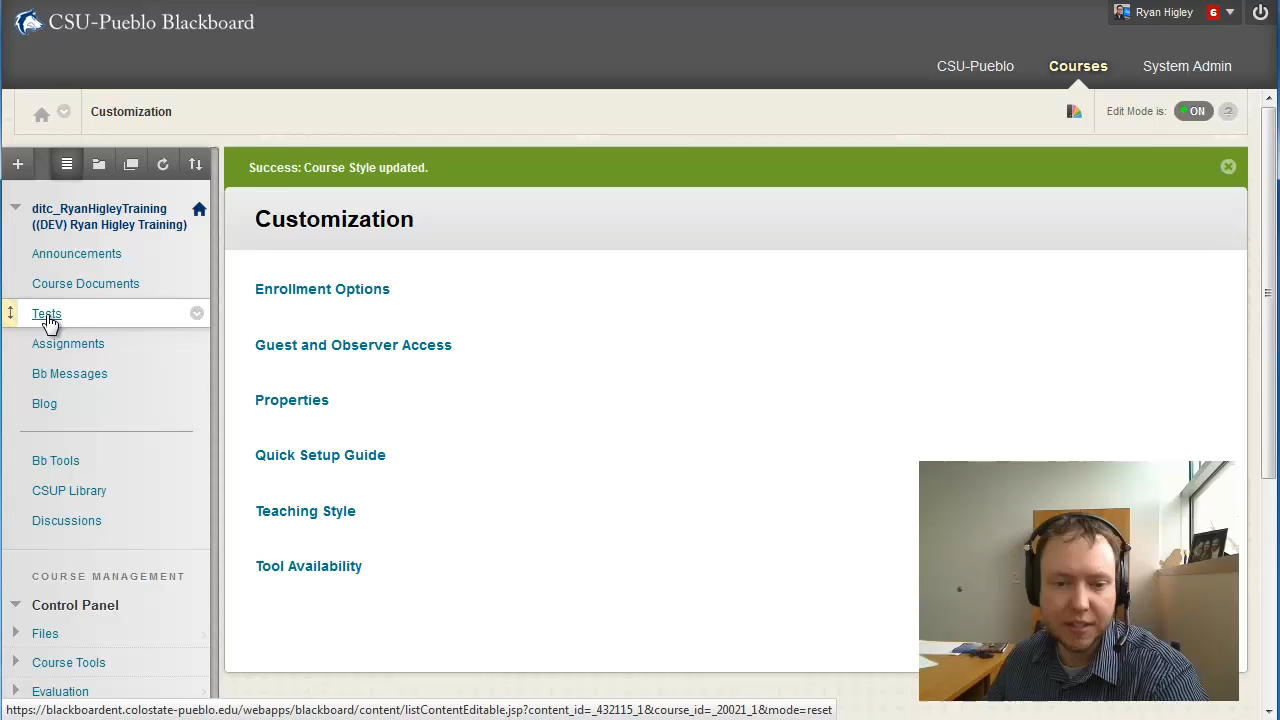 CSU-Pueblo Blackboard
Ryan Higley
6
CSU-Pueblo
Courses
System Admin
Customization
Edit Mode is:
ON
?
ditc_RyanHigleyTraining
((DEV) Ryan Higley Training)
Announcements
Course Documents
Tests
Assignments
Bb Messages
Blog
Bb Tools
CSUP Library
Discussions
COURSE MANAGEMENT
Control Panel
Files
Course Tools
Evaluation
Success: Course Style updated.
Customization
Enrollment Options
Guest and Observer Access
Properties
Quick Setup Guide
Teaching Style
Tool Availability
https://blackboardent.colostate-pueblo.edu/webapps/blackboard/content/listContentEditable.jsp?content_id=_432115_1&course_id=_20021_1&mode=reset